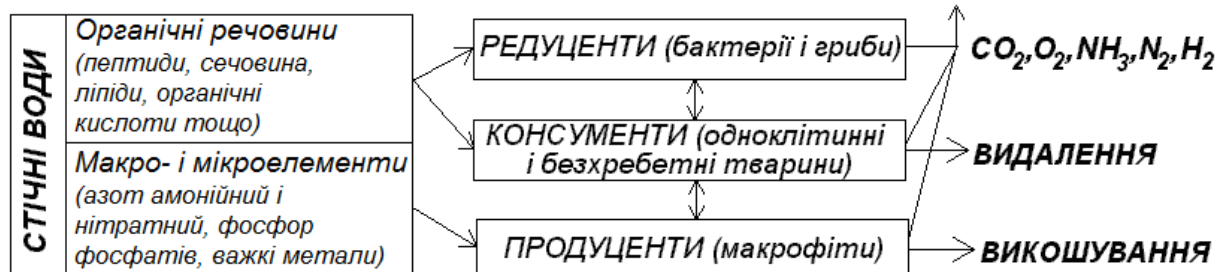 СТІЧНІ ВОДИ
Органічні речовини
(пептиди, сечовина,
ліпіди, органічні
кислоти тощо)
Макро- і мікроелементи
(азот амонійний і
нітратний, фосфор
фосфатів, важкі метали)
РЕДУЦЕНТИ (бактерії і гриби)
КОНСУМЕНТИ (одноклітинні
і безхребетні тварини)
ПРОДУЦЕНТИ (макрофіти)
CO₂,O₂,NH₃,N₂,H₂
ВИДАЛЕННЯ
ВИКОШУВАННЯ